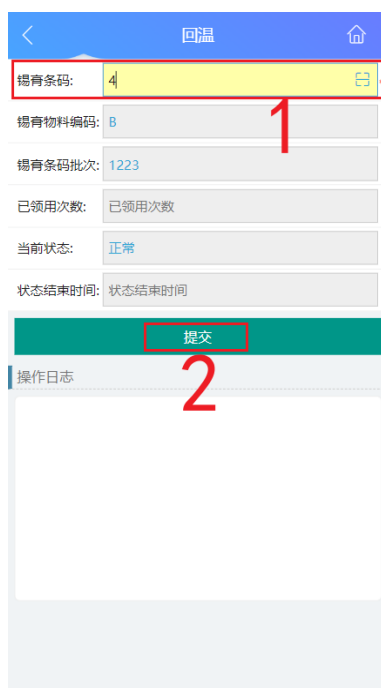 回温
锡膏条码: 4
1
锡膏物料编码: B
锡膏条码批次: 1223
已领用次数: 已领用次数
当前状态: 正常
状态结束时间: 状态结束时间
提交
2
操作日志